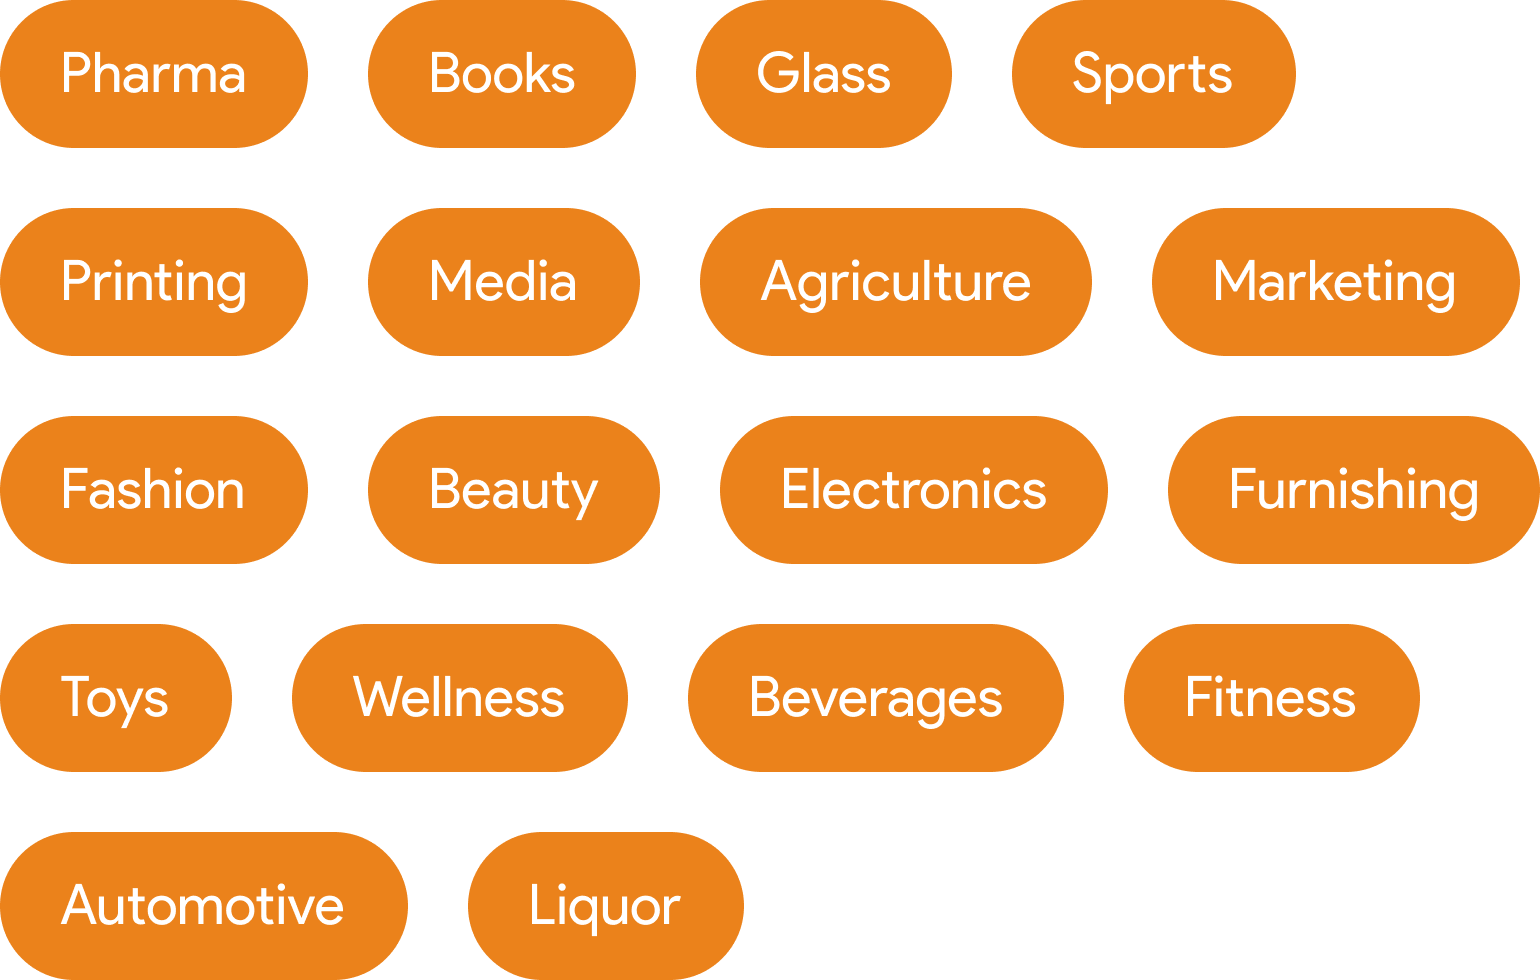 Pharma Books Glass Sports
Printing Media Agriculture Marketing
Fashion Beauty Electronics Furnishing
Toys Wellness Beverages Fitness
Automotive Liquor